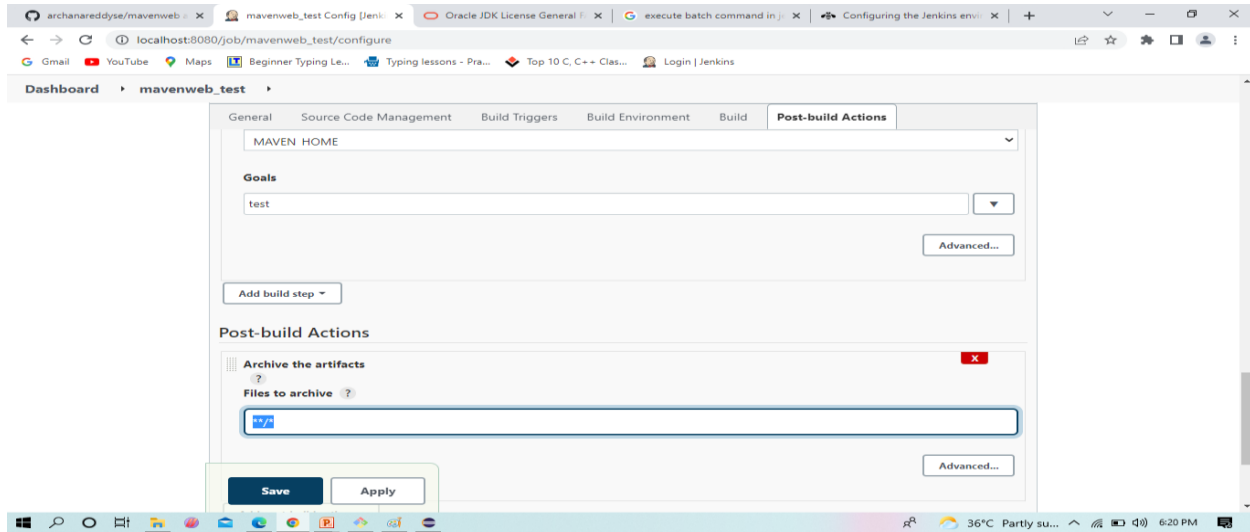 archanareddyse/mavenweb a
mavenweb_test Config [Jenki
Oracle JDK License General F
execute batch command in je
Configuring the Jenkins envir
localhost:8080/job/mavenweb_test/configure
Gmail YouTube Maps Beginner Typing Le... Typing lessons - Pra... Top 10 C, C++ Clas... Login | Jenkins
Dashboard mavenweb_test
General Source Code Management Build Triggers Build Environment Build Post-build Actions
MAVEN HOME
Goals
test
Advanced...
Add build step
Post-build Actions
X
Archive the artifacts
?
Files to archive ?
**/*
Advanced...
Save Apply
36°C Partly su... 6:20 PM